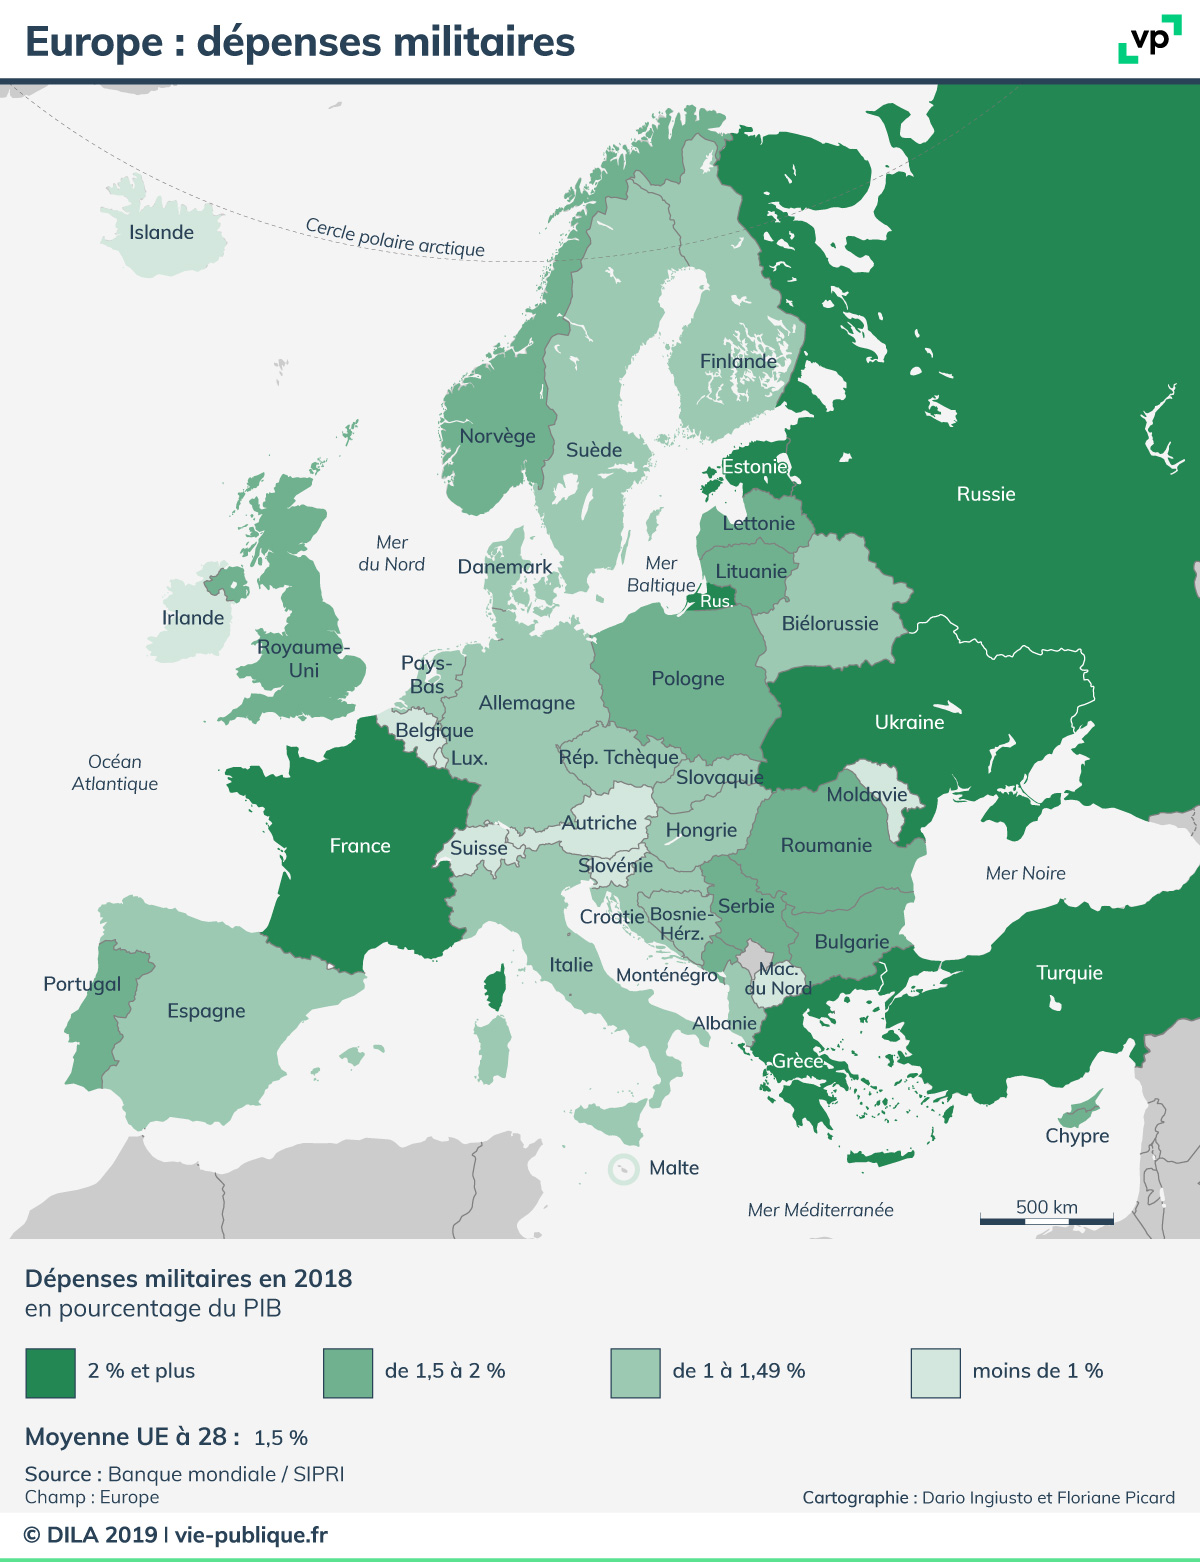 Europe : dépenses militaires
vp
Islande
Cercle polaire arctique
Finlande
Norvège
Suède
Estonie
Russie
Lettonie
Mer
du Nord
Danemark
Mer
Baltique
Lituanie
Rus.
Irlande
Biélorussie
Royaume-
Uni
Pays-
Bas
Pologne
Allemagne
Ukraine
Belgique
Lux.
Rép. Tchèque
Océan
Atlantique
Slovaquie
Moldavie
Autriche
Hongrie
France
Suisse
Roumanie
Slovénie
Mer Noire
Croatie
Bosnie-
Hérz.
Serbie
Bulgarie
Italie
Monténégro
Mac.
du Nord
Turquie
Portugal
Espagne
Albanie
Grèce
Chypre
Malte
Mer Méditerranée
500 km
Dépenses militaires en 2018
en pourcentage du PIB
2 % et plus
de 1,5 à 2 %
de 1 à 1,49 %
moins de 1 %
Moyenne UE à 28 : 1,5 %
Source : Banque mondiale / SIPRI
Champ : Europe
Cartographie : Dario Ingiusto et Floriane Picard
© DILA 2019 | vie-publique.fr